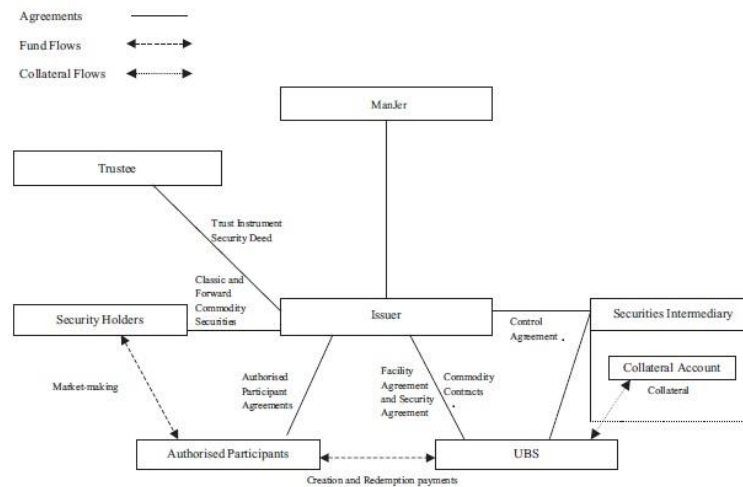 Agreements
Fund Flows
Collateral Flows
ManJer
Trustee
Trust Instrument
Security Deed
Classic and
Forward
Commodity
Securities
Security Holders
Issuer
Securities Intermediary
Control
Agreement
Collateral Account
Collateral
Market-making
Authorised
Participant
Agreements
Facility
Agreement
and Security
Agreement
Commodity
Contracts
Authorised Participants
UBS
Creation and Redemption payments